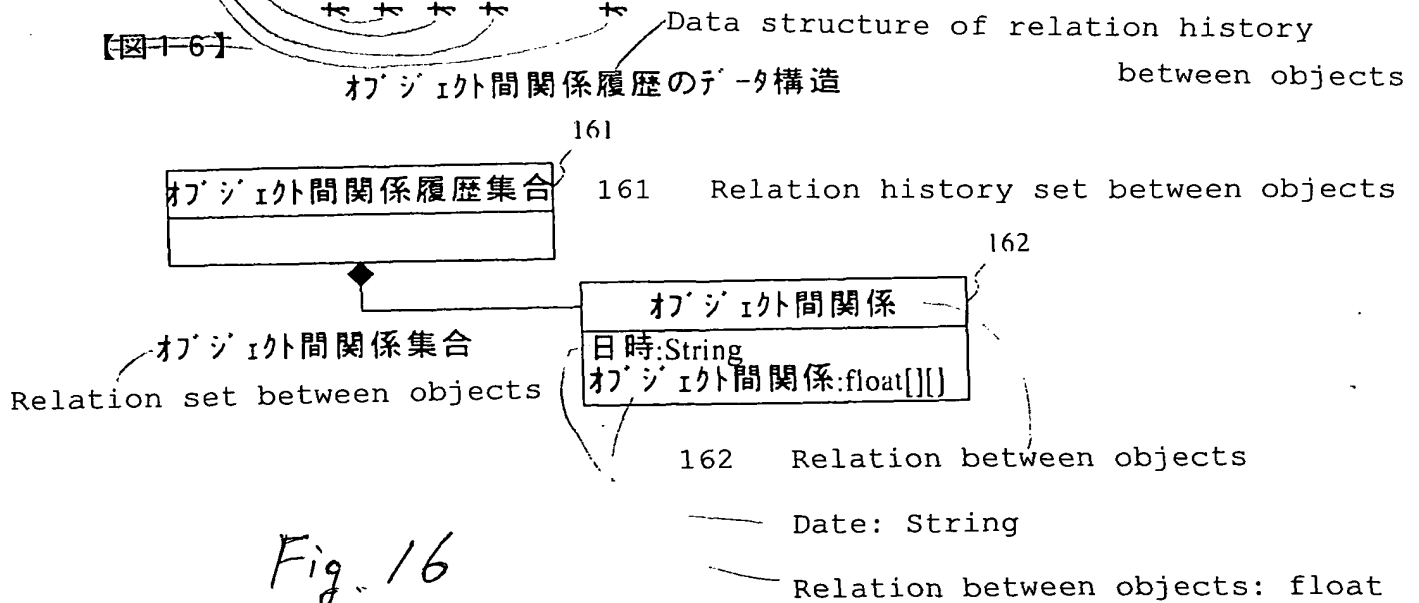 Data structure of relation history
【図16】
between objects
オブジェクト間関係履歴のデータ構造
161
オブジェクト間関係履歴集合
161 Relation history set between objects
162
オブジェクト間関係
オブジェクト間関係集合
日時:String
Relation set between objects
オブジェクト間関係:float[][]
162 Relation between objects
Date: String
Fig. 16
Relation between objects: float